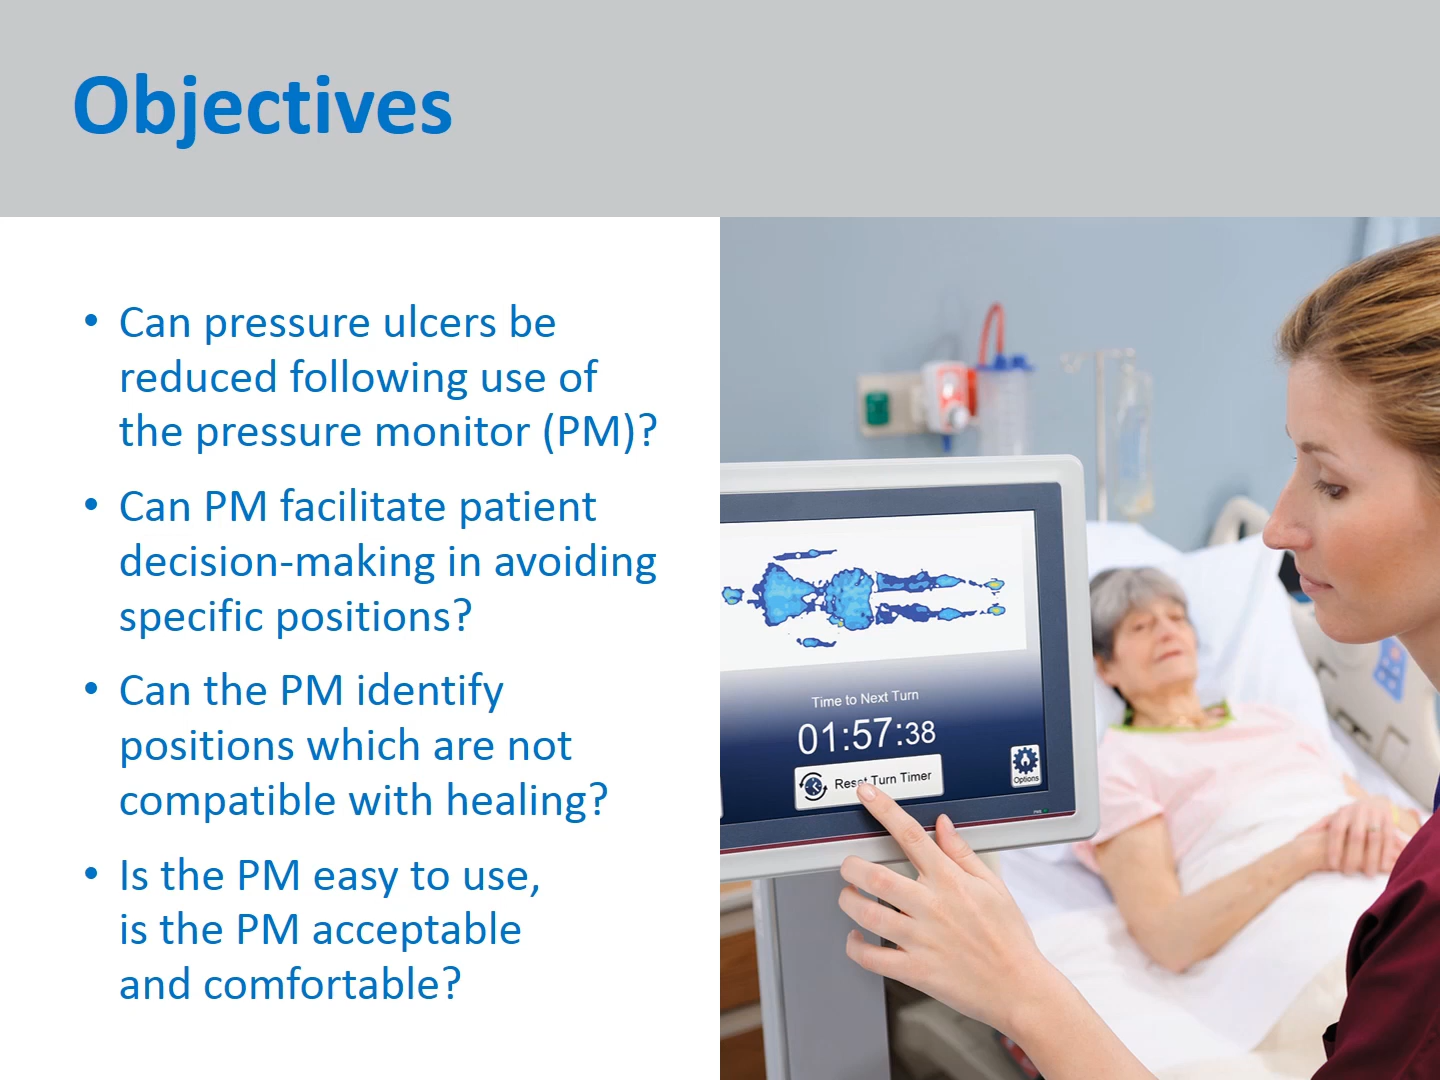 Objectives
• Can pressure ulcers be
reduced following use of
the pressure monitor (PM)?
• Can PM facilitate patient
decision-making in avoiding
specific positions?
• Can the PM identify
positions which are not
compatible with healing?
• Is the PM easy to use,
is the PM acceptable
and comfortable?
Time to Next Turn
01:57:38
Reset Turn Timer
Options